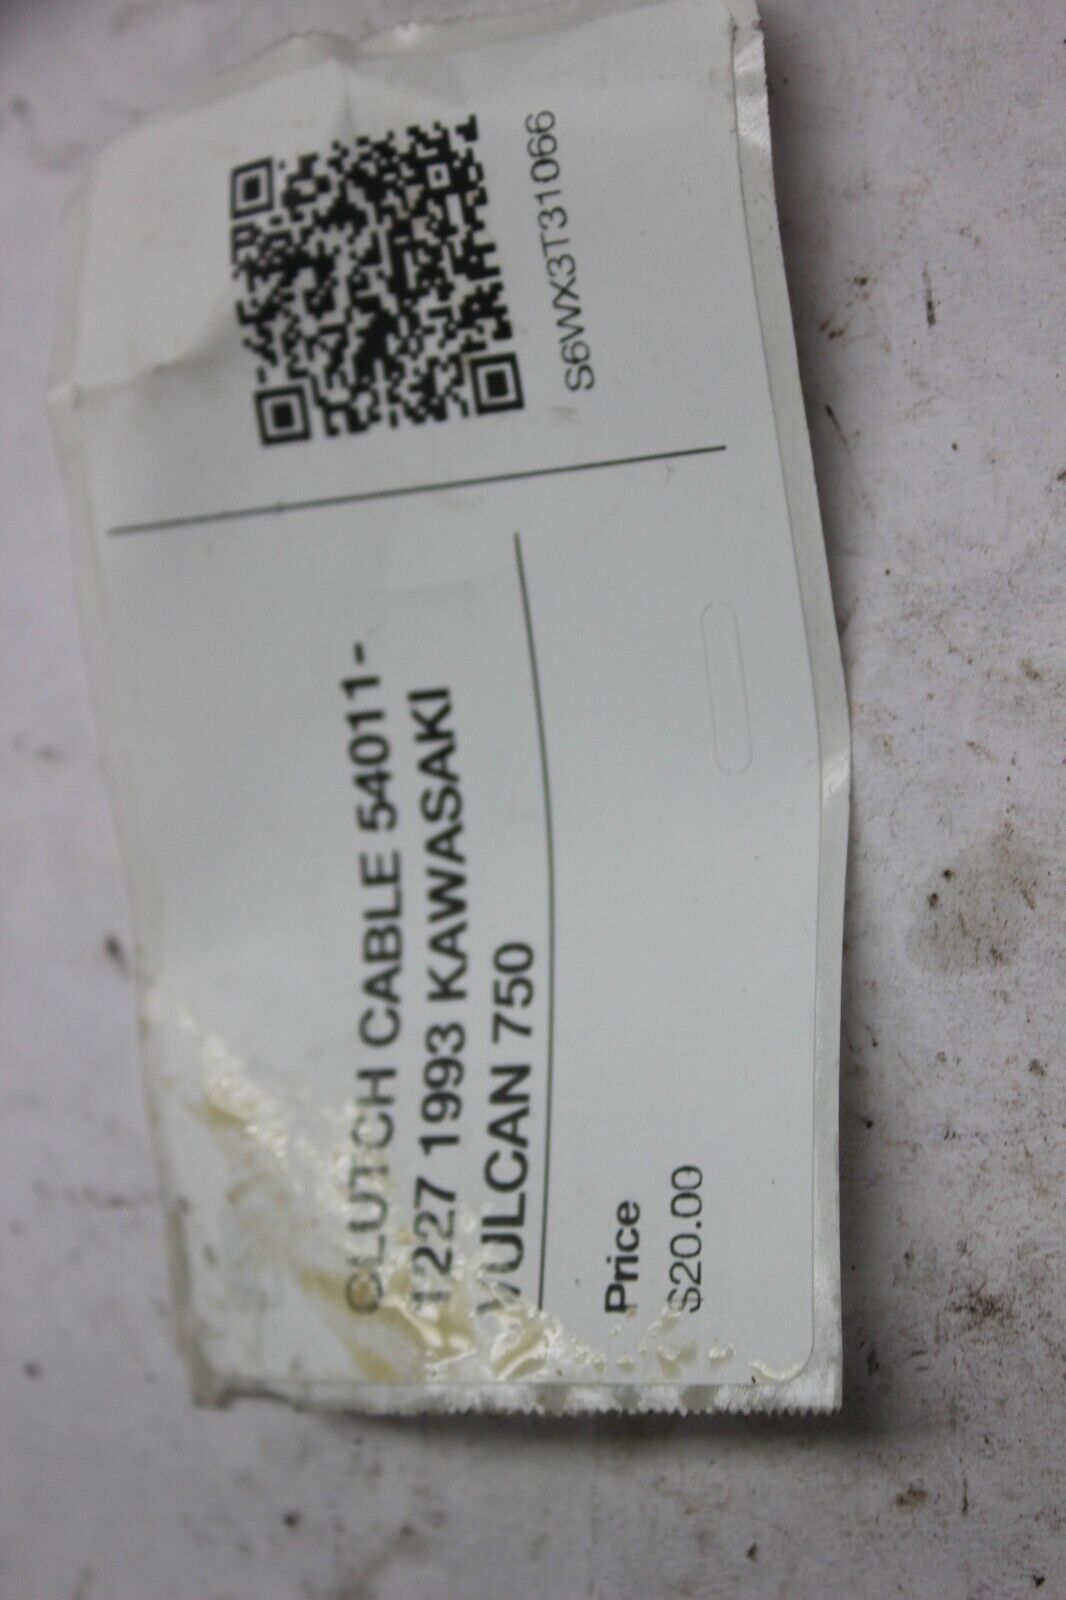 CLUTCH CABLE 54011-
1227 1993 KAWASAKI
VULCAN 750
Price
$20.00
S6WX3T31066